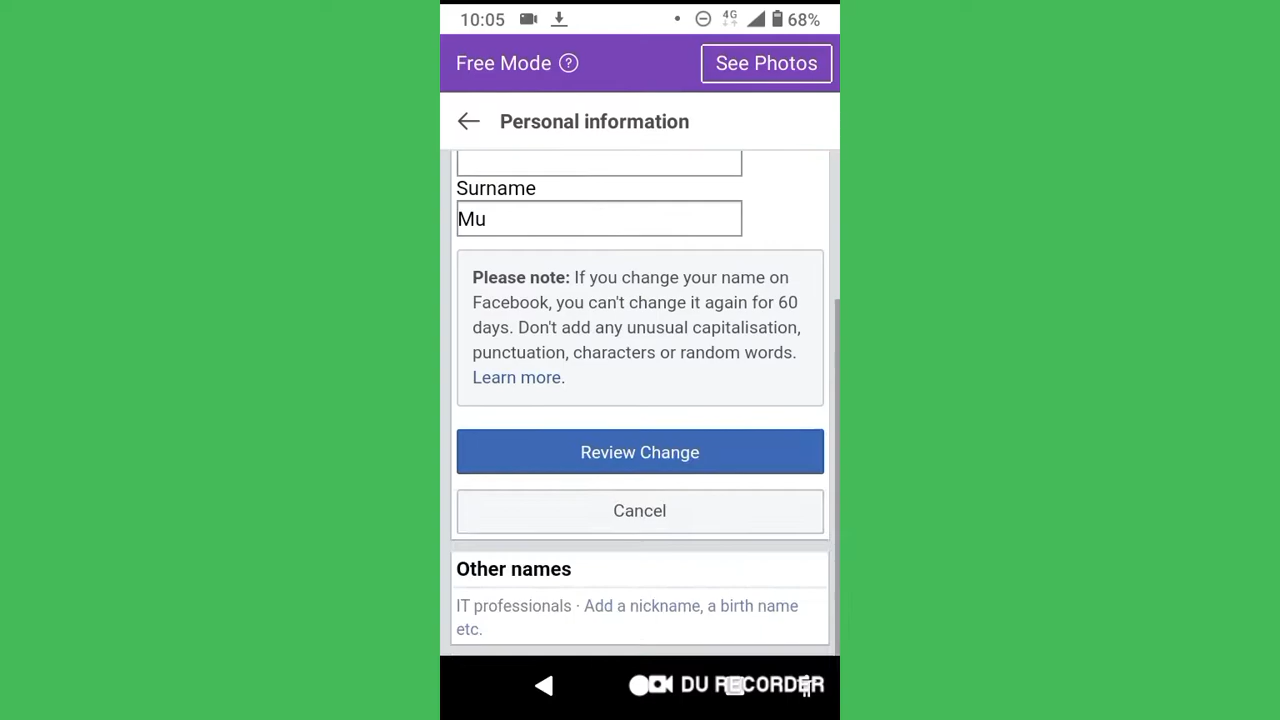 10:05 4G 68%
Free Mode ? See Photos
Personal information
Surname
Mu
Please note: If you change your name on
Facebook, you can't change it again for 60
days. Don't add any unusual capitalisation,
punctuation, characters or random words.
Learn more.
Review Change
Cancel
Other names
IT professionals · Add a nickname, a birth name
etc.
DU RECORDER